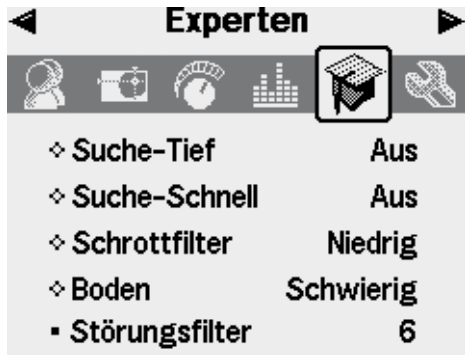 Experten
Suche-Tief Aus
Suche-Schnell Aus
Schrottfilter Niedrig
Boden Schwierig
Störungsfilter 6